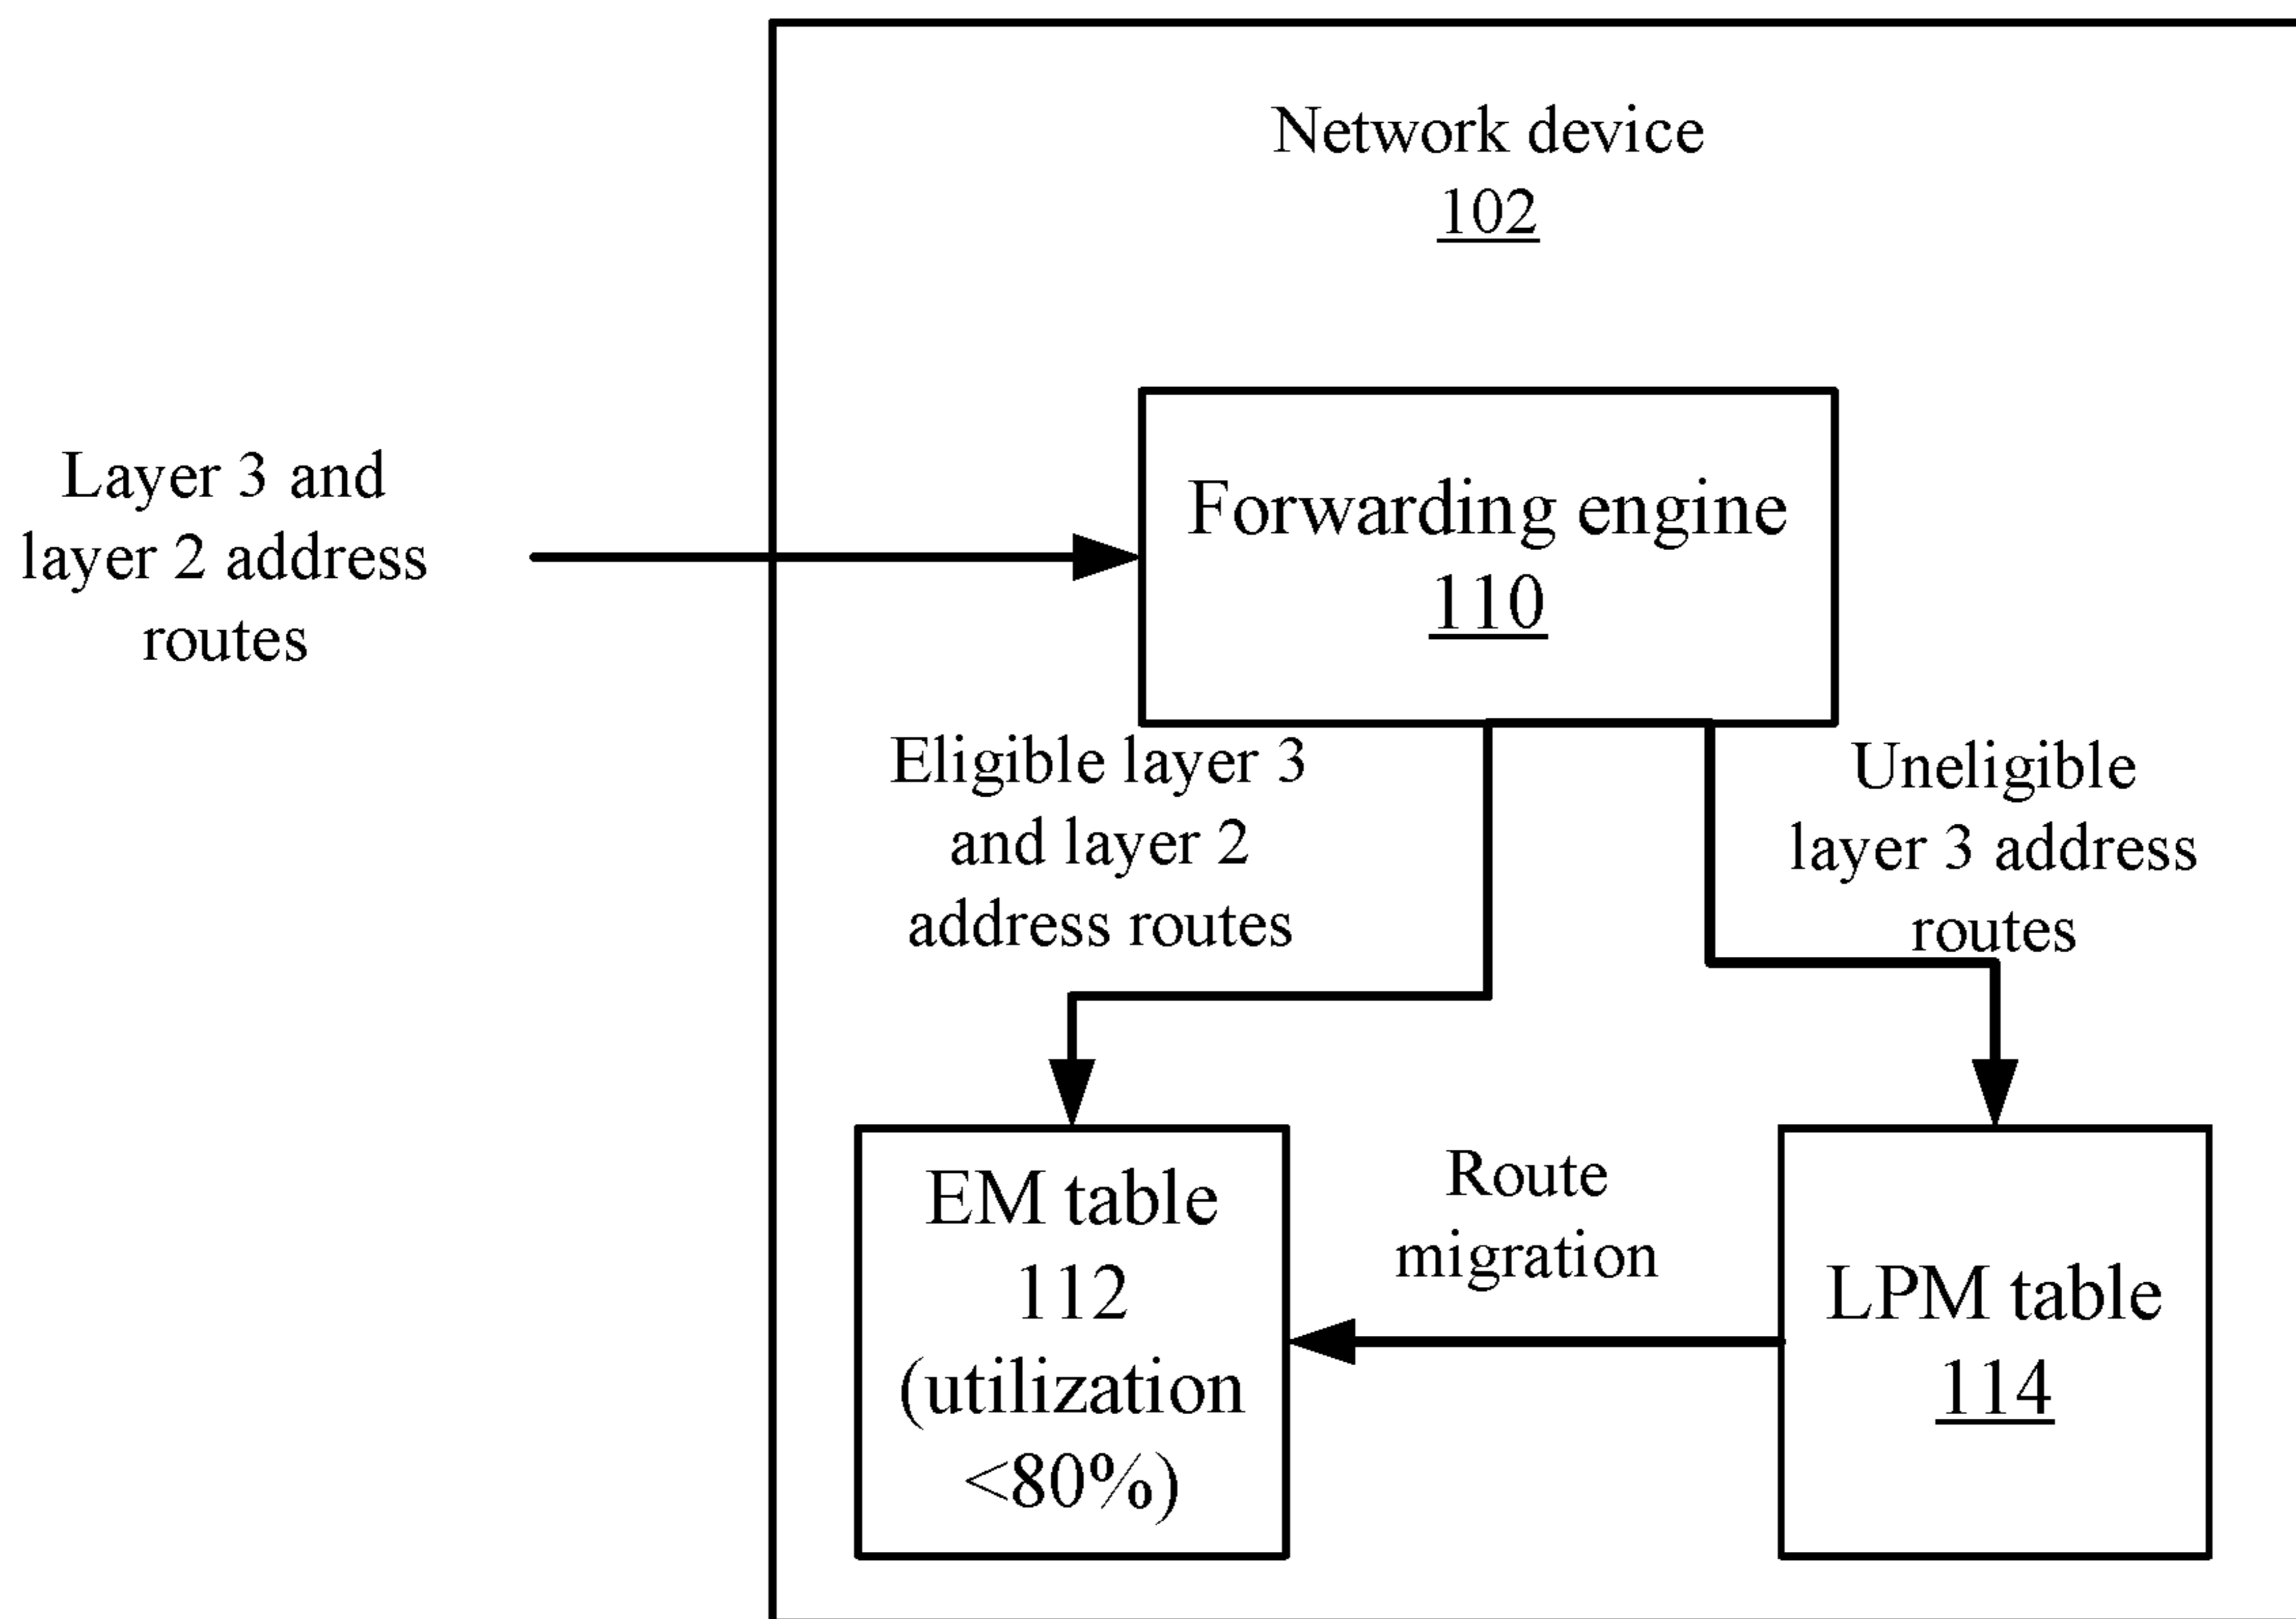 Network device
102
Layer 3 and
layer 2 address
routes
Forwarding engine
110
Eligible layer 3
and layer 2
address routes
Uneligible
layer 3 address
routes
EM table
112
(utilization
<80%)
Route
migration
LPM table
114